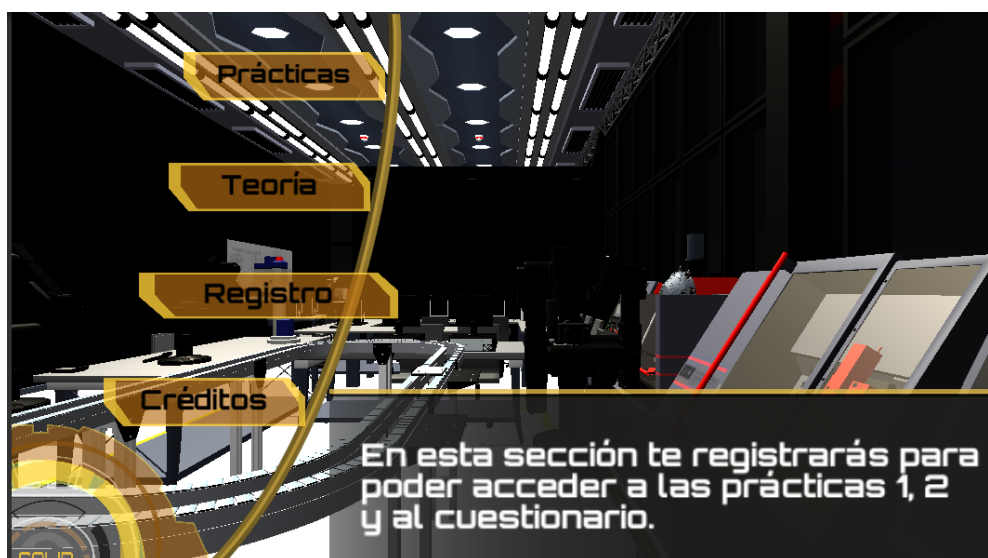 Prácticas
Teoría
Registro
Créditos
En esta sección te registrarás para
poder acceder a las prácticas 1, 2
y al cuestionario.